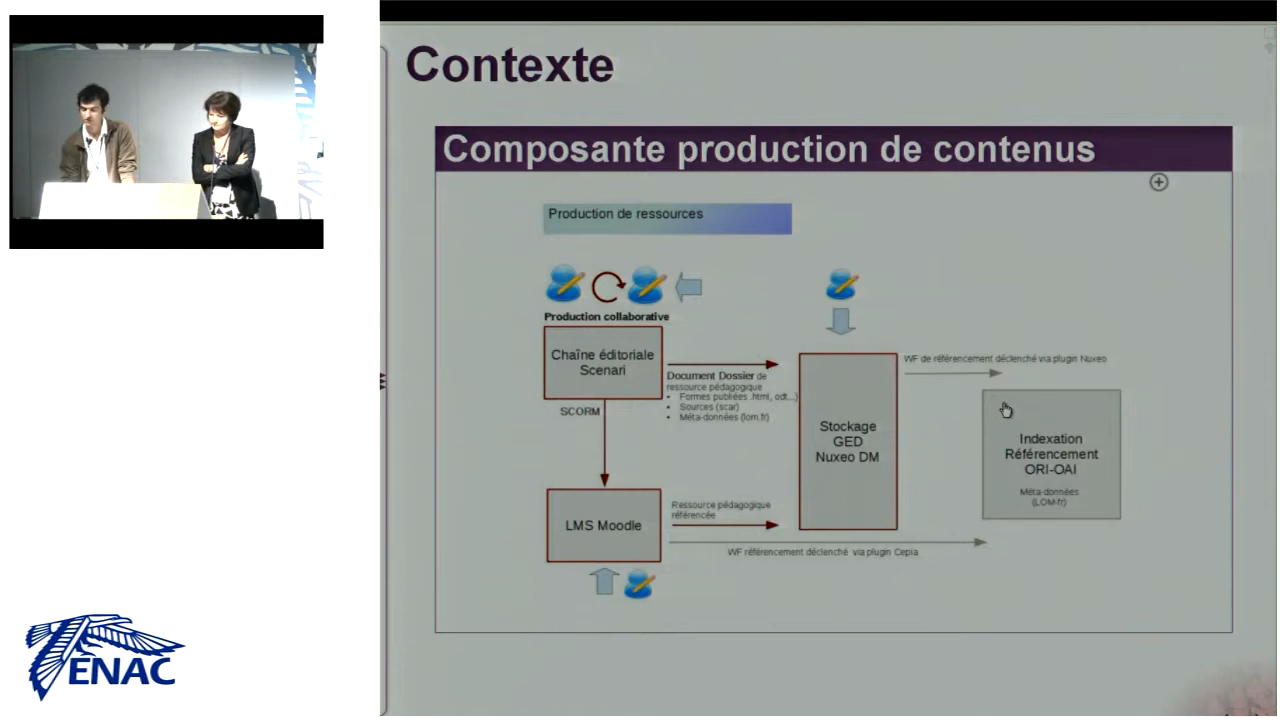 Contexte
Composante production de contenus
Production de ressources
Production collaborative
Chaîne éditoriale
Scenari
Document Dossier de
ressource pédagogique
• Formes publiées .html, odt...)
• Sources (scar)
• Méta-données (lom.fr)
SCORM
LMS Moodle
Ressource pédagogique
référencée
WF référencement déclenché via plugin Cepia
Stockage
GED
Nuxeo DM
WF de référencement déclenché via plugin Nuxeo
Indexation
Référencement
ORI-OAI
Méta-données
(LOM-fr)
ENAC